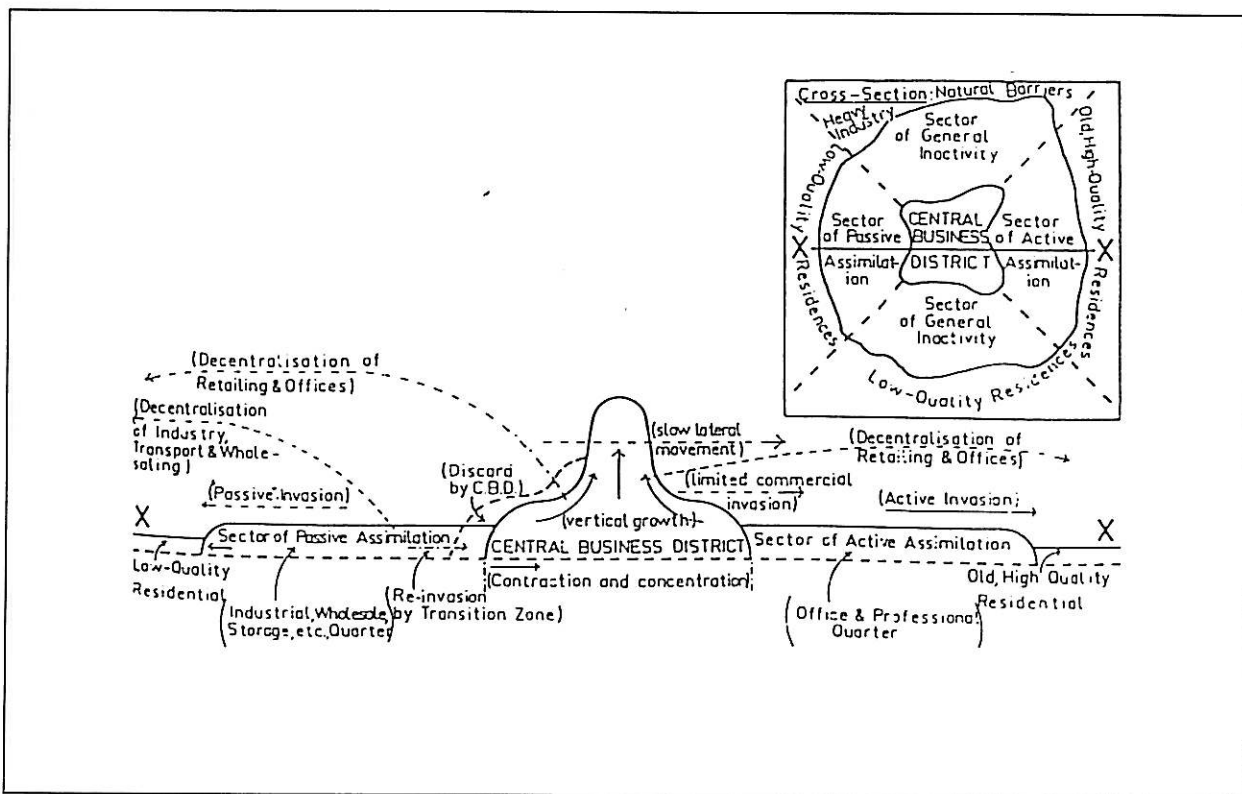 Cross-Section: Natural Barriers
Heavy
Industry
Sector
of General
Inactivity
Low-Quality
Residences
Old, High-Quality
Residences
Sector
of Passive
Assimilat-
ion
CENTRAL
BUSINESS
DISTRICT
Sector
of Active
Assimilat-
ion
X
X
Sector
of General
Inactivity
Low-Quality Residences
(Decentralisation of
Retailing & Offices)
(Decentralisation
of Industry,
Transport & Whole-
saling)
(Passive Invasion)
(Discard
by C.B.D.)
(slow lateral
movement)
(Decentralisation of
Retailing & Offices)
(limited commercial
invasion)
(Active Invasion)
X
X
(vertical growth)
Sector of Passive Assimilation
CENTRAL BUSINESS DISTRICT
Sector of Active Assimilation
Low-Quality
Residential
(Contraction and concentration)
Old, High Quality
Residential
(Industrial, Wholesale,
Storage, etc., Quarter)
(Re-invasion
by Transition Zone)
(Office & Professional
Quarter)